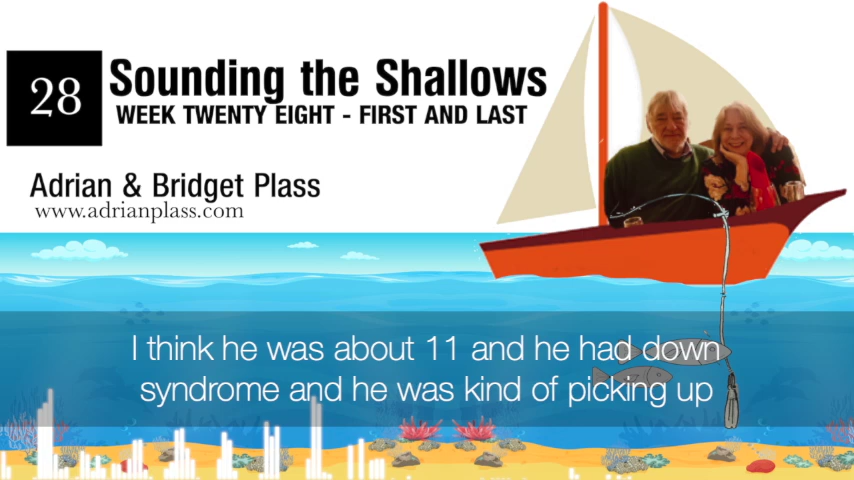 28
Sounding the Shallows
WEEK TWENTY EIGHT - FIRST AND LAST
Adrian & Bridget Plass
www.adrianplass.com
I think he was about 11 and he had down
syndrome and he was kind of picking up